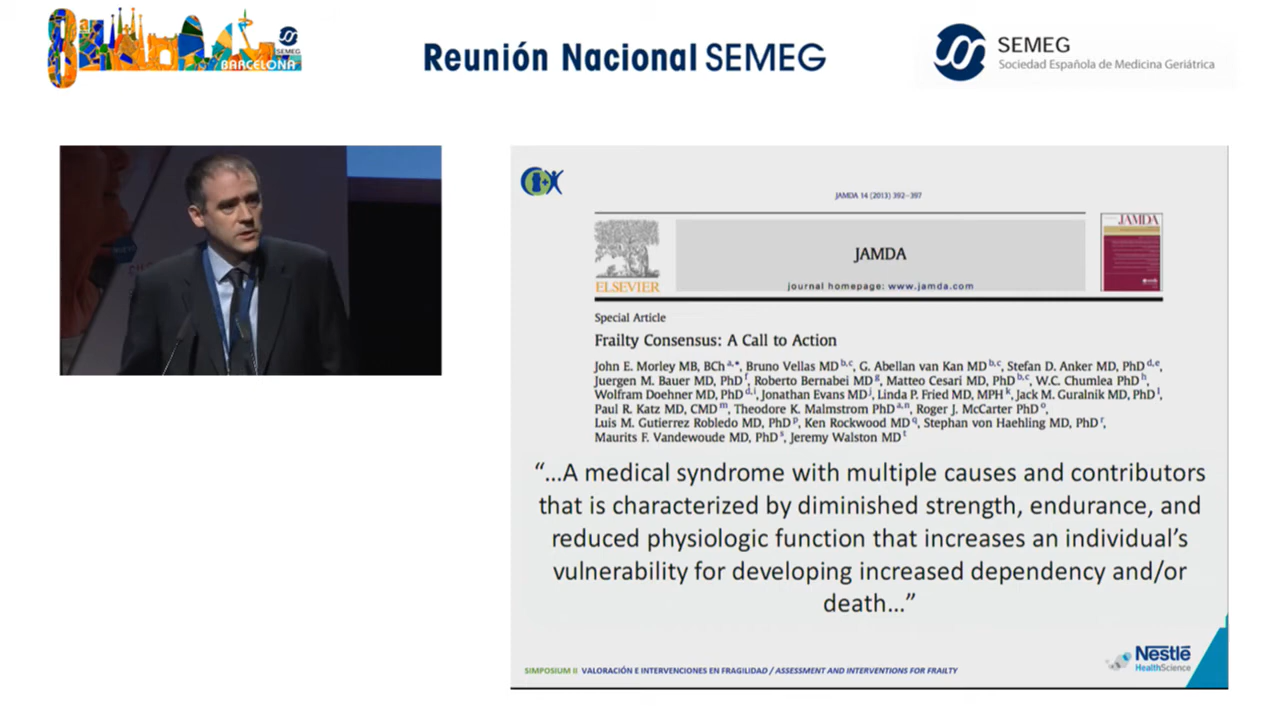 8ª
SEMEG
BARCELONA
Reunión Nacional SEMEG
SEMEG
Sociedad Española de Medicina Geriátrica
JAMDA 14 (2013) 392–397
JAMDA
JAMDA
ELSEVIER
journal homepage: www.jamda.com
Special Article
Frailty Consensus: A Call to Action
John E. Morley MB, BCh a,*, Bruno Vellas MD b,c, G. Abellan van Kan MD b,c, Stefan D. Anker MD, PhD d,e,
Juergen M. Bauer MD, PhD f, Roberto Bernabei MD g, Matteo Cesari MD, PhD b,c, W.C. Chumlea PhD h,
Wolfram Doehner MD, PhD d,i, Jonathan Evans MD j, Linda P. Fried MD, MPH k, Jack M. Guralnik MD, PhD l,
Paul R. Katz MD, CMD m, Theodore K. Malmstrom PhD a,n, Roger J. McCarter PhD o,
Luis M. Gutierrez Robledo MD, PhD p, Ken Rockwood MD q, Stephan von Haehling MD, PhD r,
Maurits F. Vandewoude MD, PhD s, Jeremy Walston MD t
“…A medical syndrome with multiple causes and contributors
that is characterized by diminished strength, endurance, and
reduced physiologic function that increases an individual’s
vulnerability for developing increased dependency and/or
death…”
SIMPOSIUM II VALORACIÓN E INTERVENCIONES EN FRAGILIDAD / ASSESSMENT AND INTERVENTIONS FOR FRAILTY
Nestlé
HealthScience